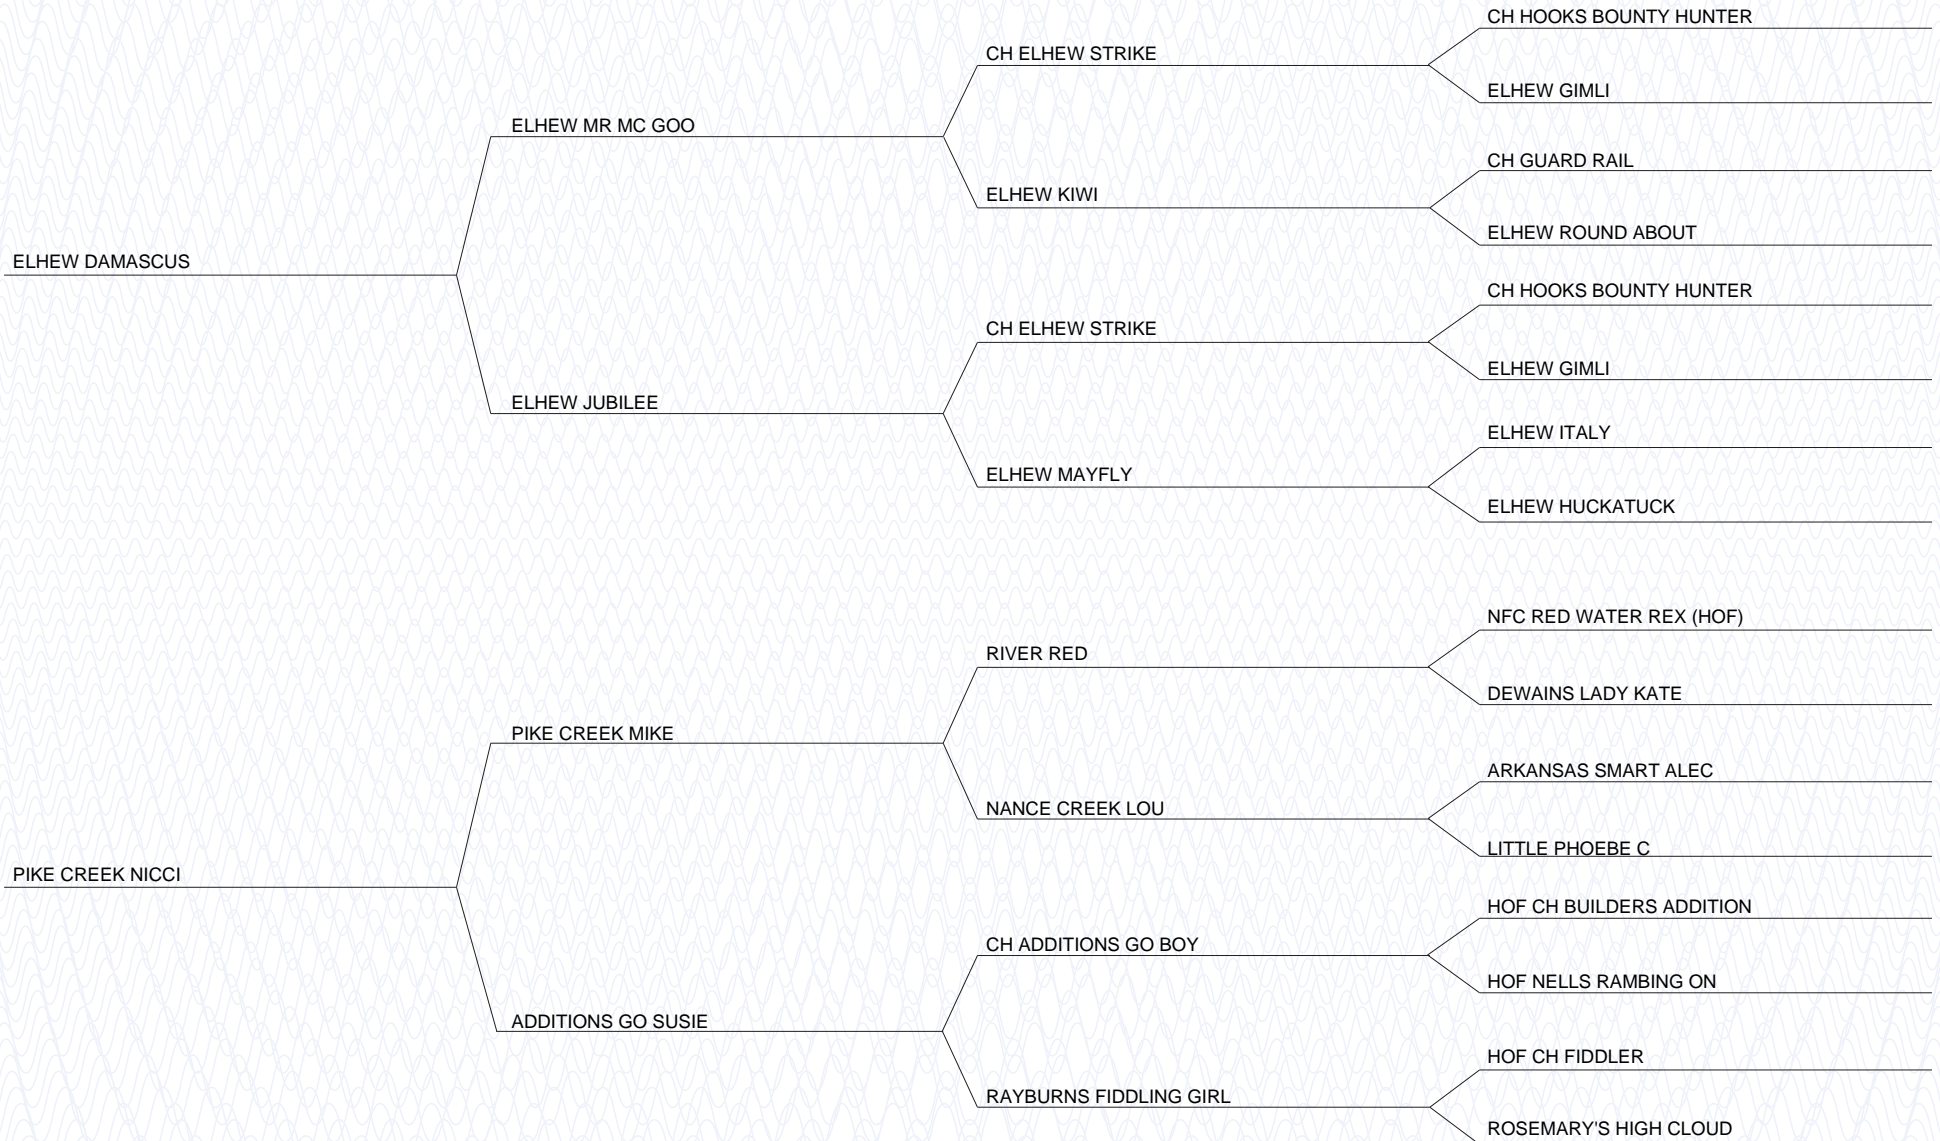 CH HOOKS BOUNTY HUNTER
CH ELHEW STRIKE
ELHEW GIMLI
ELHEW MR MC GOO
CH GUARD RAIL
ELHEW KIWI
ELHEW ROUND ABOUT
ELHEW DAMASCUS
CH HOOKS BOUNTY HUNTER
CH ELHEW STRIKE
ELHEW GIMLI
ELHEW JUBILEE
ELHEW ITALY
ELHEW MAYFLY
ELHEW HUCKATUCK
NFC RED WATER REX (HOF)
RIVER RED
DEWAINS LADY KATE
PIKE CREEK MIKE
ARKANSAS SMART ALEC
NANCE CREEK LOU
LITTLE PHOEBE C
PIKE CREEK NICCI
HOF CH BUILDERS ADDITION
CH ADDITIONS GO BOY
HOF NELLS RAMBING ON
ADDITIONS GO SUSIE
HOF CH FIDDLER
RAYBURNS FIDDLING GIRL
ROSEMARY'S HIGH CLOUD